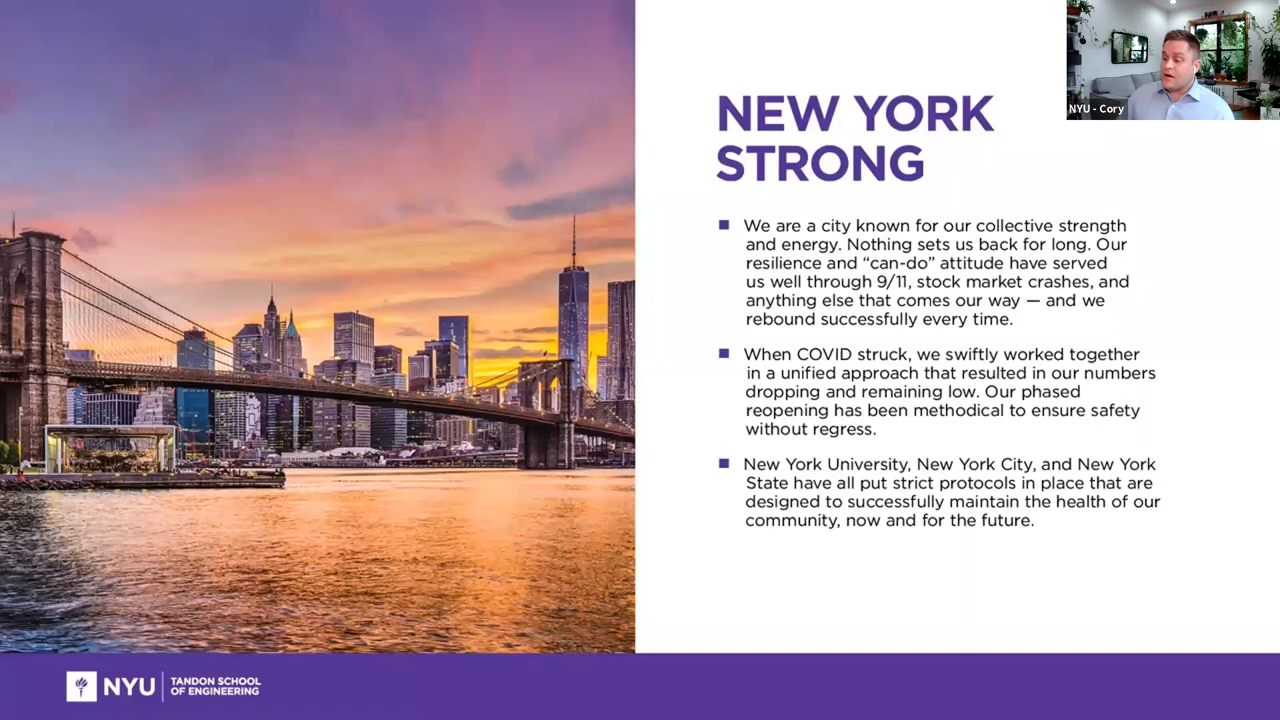 NYU - Cory
NEW YORK
STRONG
■ We are a city known for our collective strength
and energy. Nothing sets us back for long. Our
resilience and “can-do” attitude have served
us well through 9/11, stock market crashes, and
anything else that comes our way — and we
rebound successfully every time.
■ When COVID struck, we swiftly worked together
in a unified approach that resulted in our numbers
dropping and remaining low. Our phased
reopening has been methodical to ensure safety
without regress.
■ New York University, New York City, and New York
State have all put strict protocols in place that are
designed to successfully maintain the health of our
community, now and for the future.
NYU
TANDON SCHOOL
OF ENGINEERING